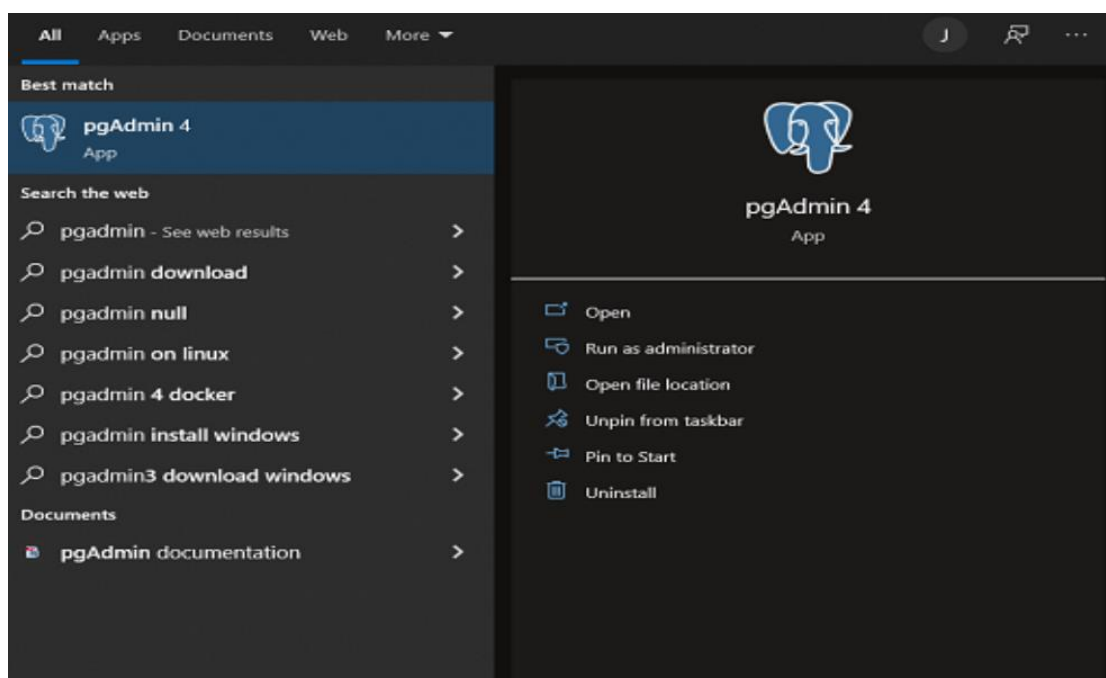 All Apps Documents Web More
J
Best match
pgAdmin 4
App
Search the web
pgadmin - See web results
pgadmin download
pgadmin null
pgadmin on linux
pgadmin 4 docker
pgadmin install windows
pgadmin3 download windows
Documents
pgAdmin documentation
pgAdmin 4
App
Open
Run as administrator
Open file location
Unpin from taskbar
Pin to Start
Uninstall